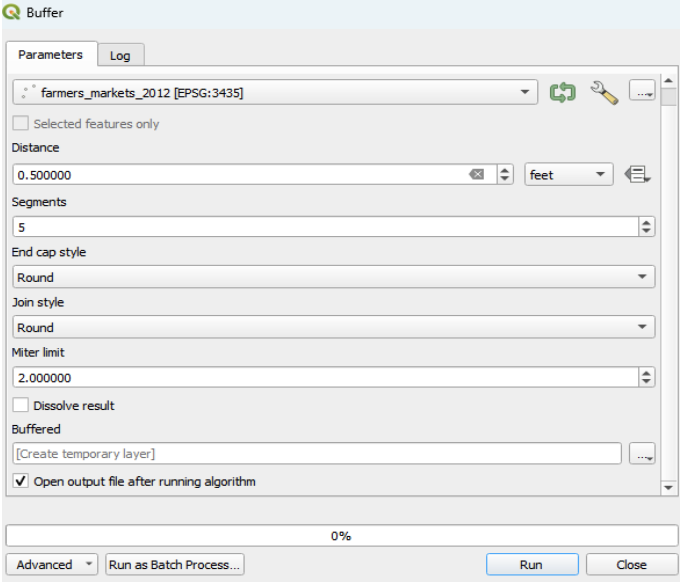 Buffer
Parameters Log
farmers_markets_2012 [EPSG:3435] ...
Selected features only
Distance
0.500000 feet
Segments
5
End cap style
Round
Join style
Round
Miter limit
2.000000
Dissolve result
Buffered
[Create temporary layer] ...
Open output file after running algorithm
0%
Advanced Run as Batch Process... Run Close